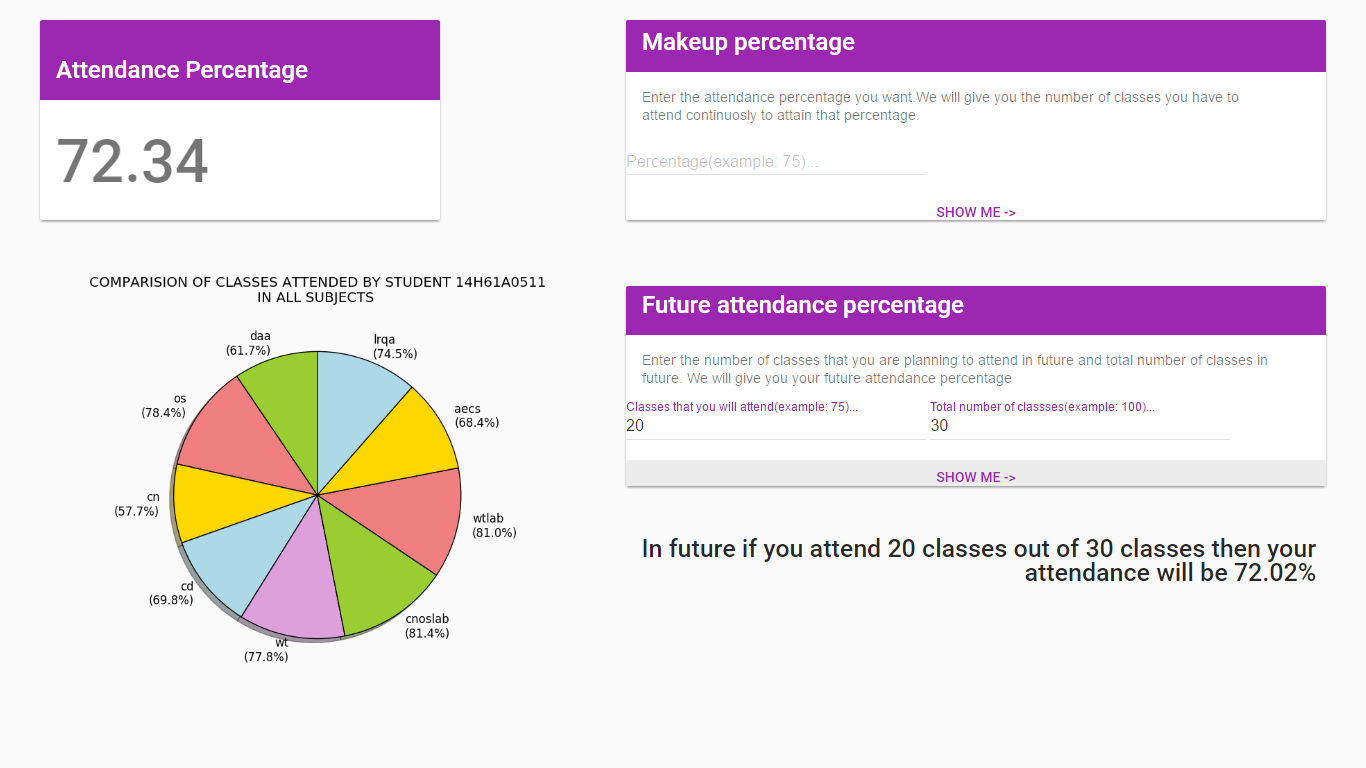 Attendance Percentage
72.34
Makeup percentage
Enter the attendance percentage you want.We will give you the number of classes you have to
attend continuosly to attain that percentage.
Percentage(example: 75)...
SHOW ME ->
COMPARISION OF CLASSES ATTENDED BY STUDENT 14H61A0511
IN ALL SUBJECTS
daa
(61.7%)
lrqa
(74.5%)
os
(78.4%)
aecs
(68.4%)
cn
(57.7%)
wtlab
(81.0%)
cd
(69.8%)
cnoslab
(81.4%)
wt
(77.8%)
Future attendance percentage
Enter the number of classes that you are planning to attend in future and total number of classes in
future. We will give you your future attendance percentage
Classes that you will attend(example: 75)...
20
Total number of classses(example: 100)...
30
SHOW ME ->
In future if you attend 20 classes out of 30 classes then your
attendance will be 72.02%